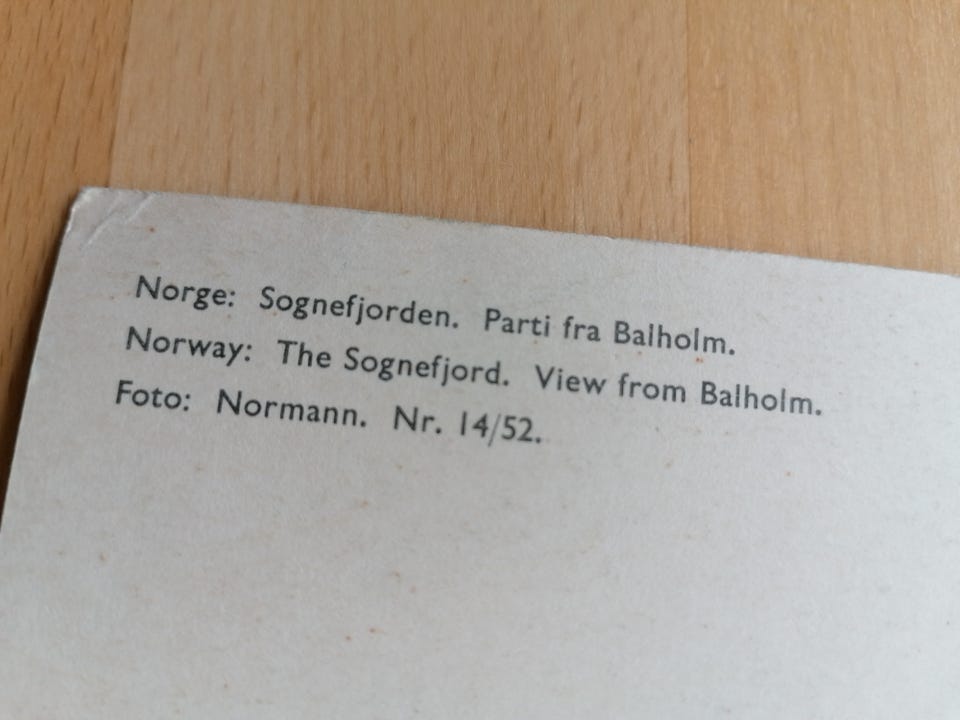 Norge: Sognefjorden. Parti fra Balholm.
Norway: The Sognefjord. View from Balholm.
Foto: Normann. Nr. 14/52.